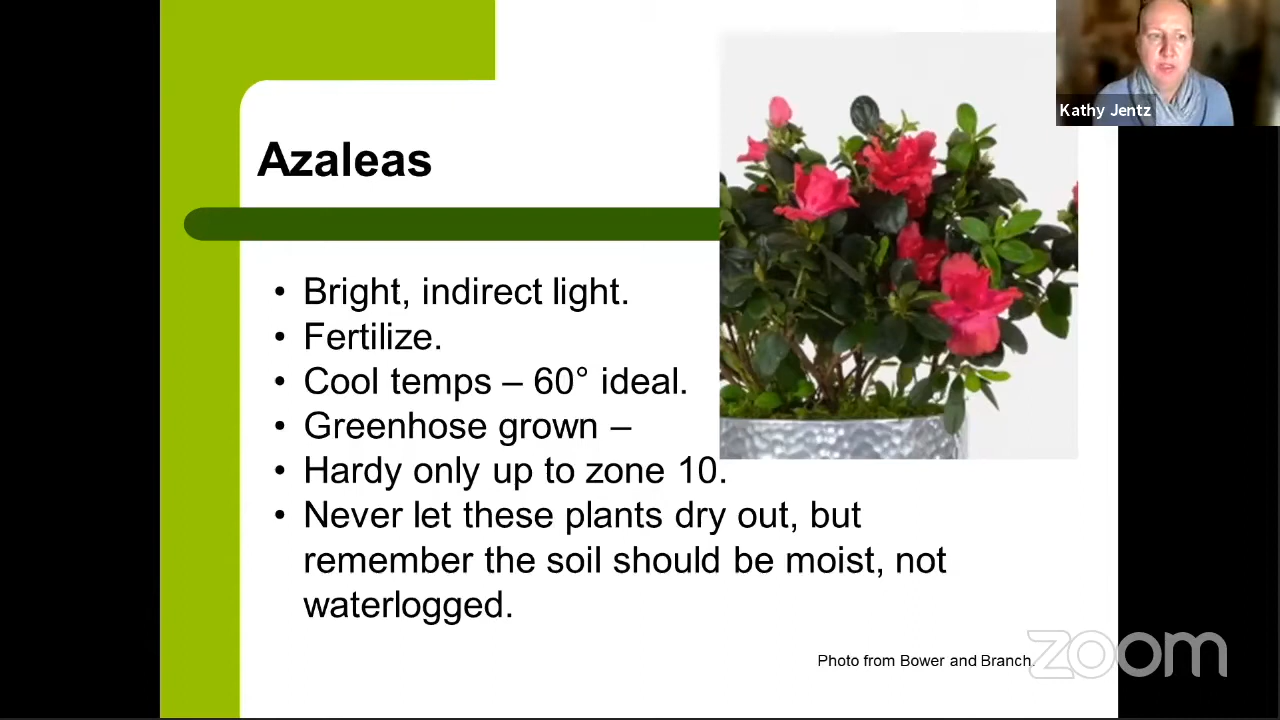 Kathy Jentz
Azaleas
• Bright, indirect light.
• Fertilize.
• Cool temps – 60° ideal.
• Greenhose grown –
• Hardy only up to zone 10.
• Never let these plants dry out, but
remember the soil should be moist, not
waterlogged.
Photo from Bower and Branch.
zoom